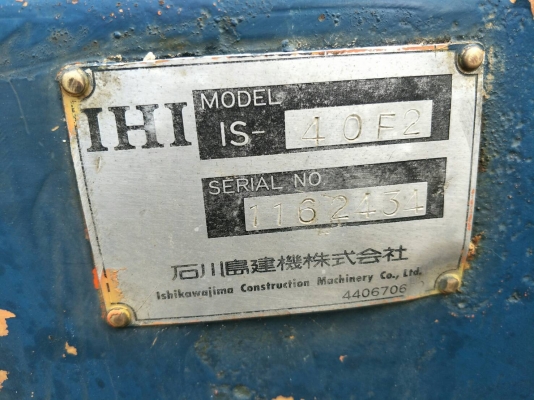 IHI
MODEL
IS- 40F2
SERIAL NO
1162434
石川島建機株式会社
Ishikawajima Construction Machinery Co., Ltd.
4406706